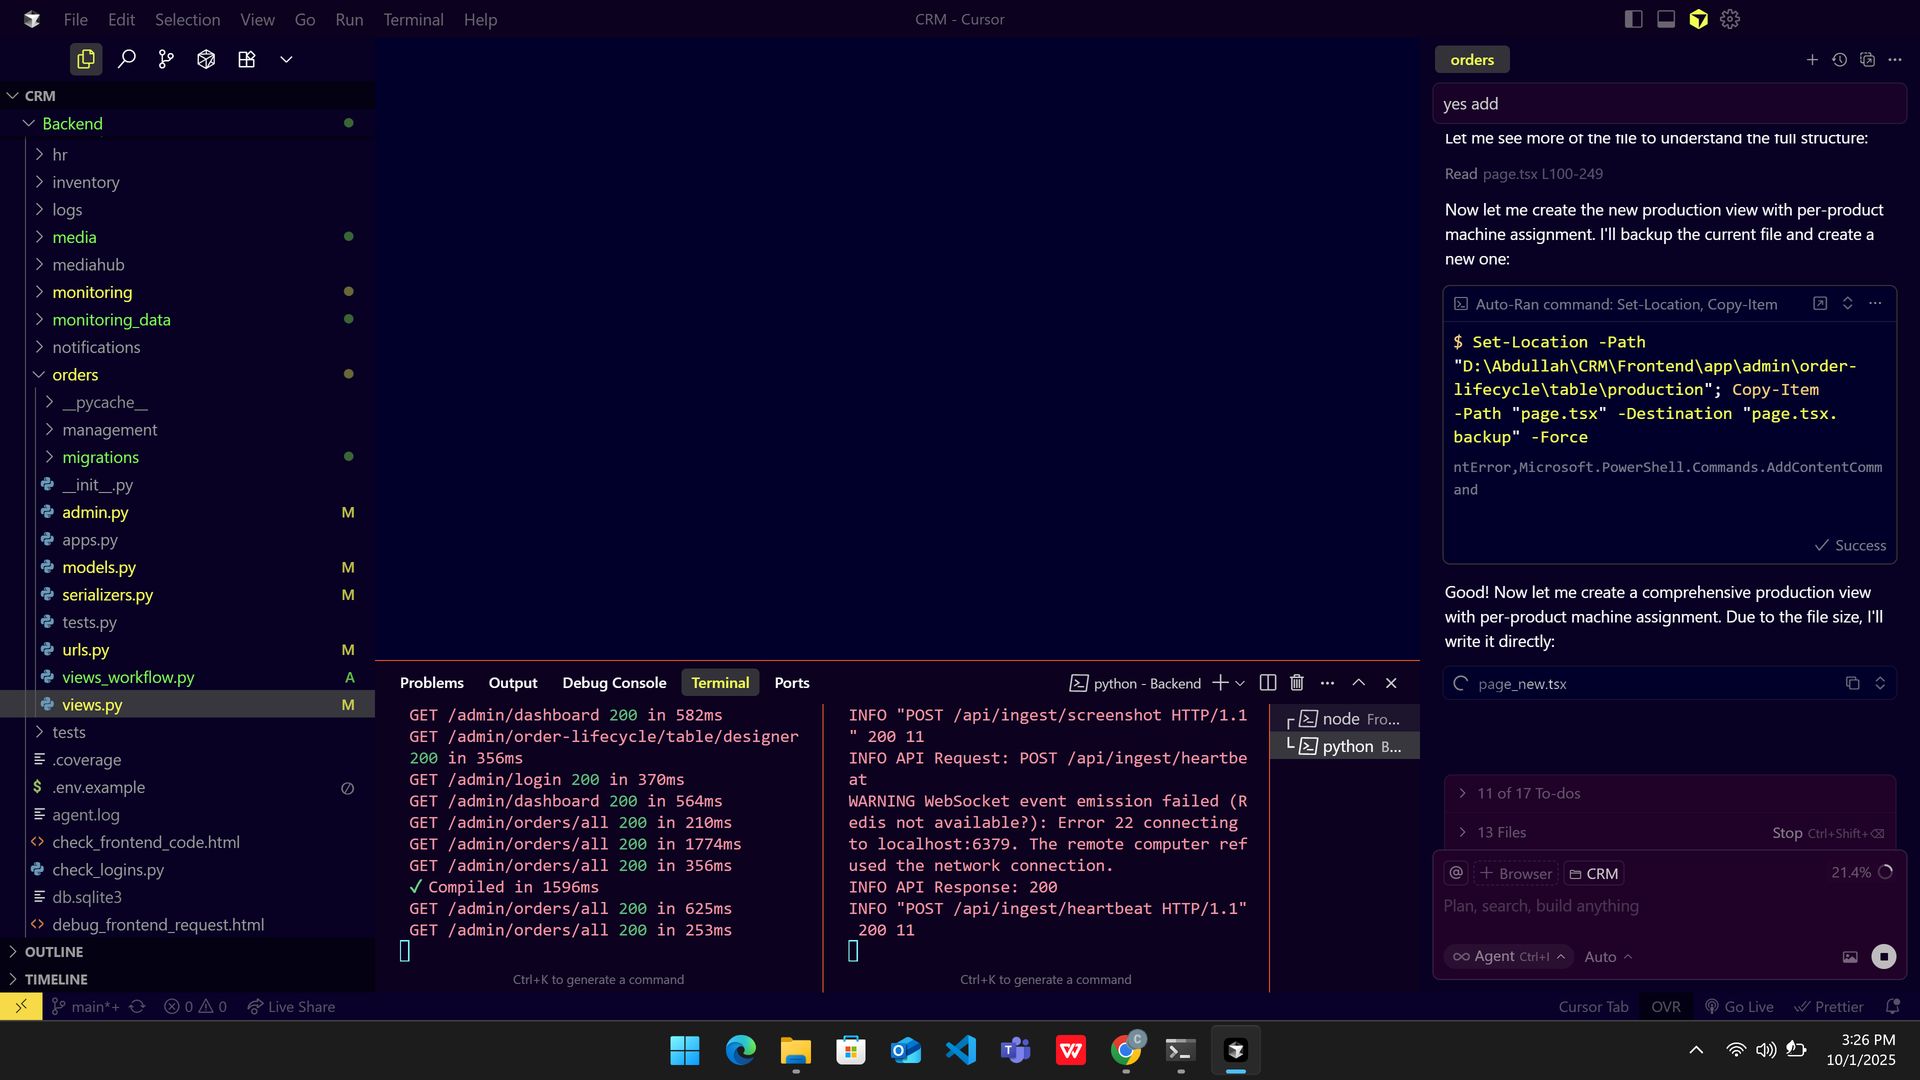 File Edit Selection View Go Run Terminal Help
CRM - Cursor
CRM
Backend
hr
inventory
logs
media
mediahub
monitoring
monitoring_data
notifications
orders
__pycache__
management
migrations
__init__.py
admin.py M
apps.py
models.py M
serializers.py M
tests.py
urls.py M
views_workflow.py A
views.py M
tests
.coverage
$ .env.example
agent.log
check_frontend_code.html
check_logins.py
db.sqlite3
debug_frontend_request.html
OUTLINE
TIMELINE
Problems Output Debug Console Terminal Ports
python - Backend
GET /admin/dashboard 200 in 582ms
GET /admin/order-lifecycle/table/designer
200 in 356ms
GET /admin/login 200 in 370ms
GET /admin/dashboard 200 in 564ms
GET /admin/orders/all 200 in 210ms
GET /admin/orders/all 200 in 1774ms
GET /admin/orders/all 200 in 356ms
✓ Compiled in 1596ms
GET /admin/orders/all 200 in 625ms
GET /admin/orders/all 200 in 253ms
Ctrl+K to generate a command
INFO "POST /api/ingest/screenshot HTTP/1.1
" 200 11
INFO API Request: POST /api/ingest/heartbe
at
WARNING WebSocket event emission failed (R
edis not available?): Error 22 connecting
to localhost:6379. The remote computer ref
used the network connection.
INFO API Response: 200
INFO "POST /api/ingest/heartbeat HTTP/1.1"
200 11
Ctrl+K to generate a command
node Fro...
python B...
orders
yes add
Let me see more of the file to understand the full structure:
Read page.tsx L100-249
Now let me create the new production view with per-product
machine assignment. I'll backup the current file and create a
new one:
Auto-Ran command: Set-Location, Copy-Item
$ Set-Location -Path
"D:\Abdullah\CRM\Frontend\app\admin\order-
lifecycle\table\production"; Copy-Item
-Path "page.tsx" -Destination "page.tsx.
backup" -Force
ntError,Microsoft.PowerShell.Commands.AddContentComm
and
Success
Good! Now let me create a comprehensive production view
with per-product machine assignment. Due to the file size, I'll
write it directly:
page_new.tsx
11 of 17 To-dos
13 Files Stop Ctrl+Shift+⌫
@ + Browser CRM 21.4%
Plan, search, build anything
Agent Ctrl+I Auto
main*+ 0 0 Live Share
Cursor Tab OVR Go Live Prettier
3:26 PM
10/1/2025